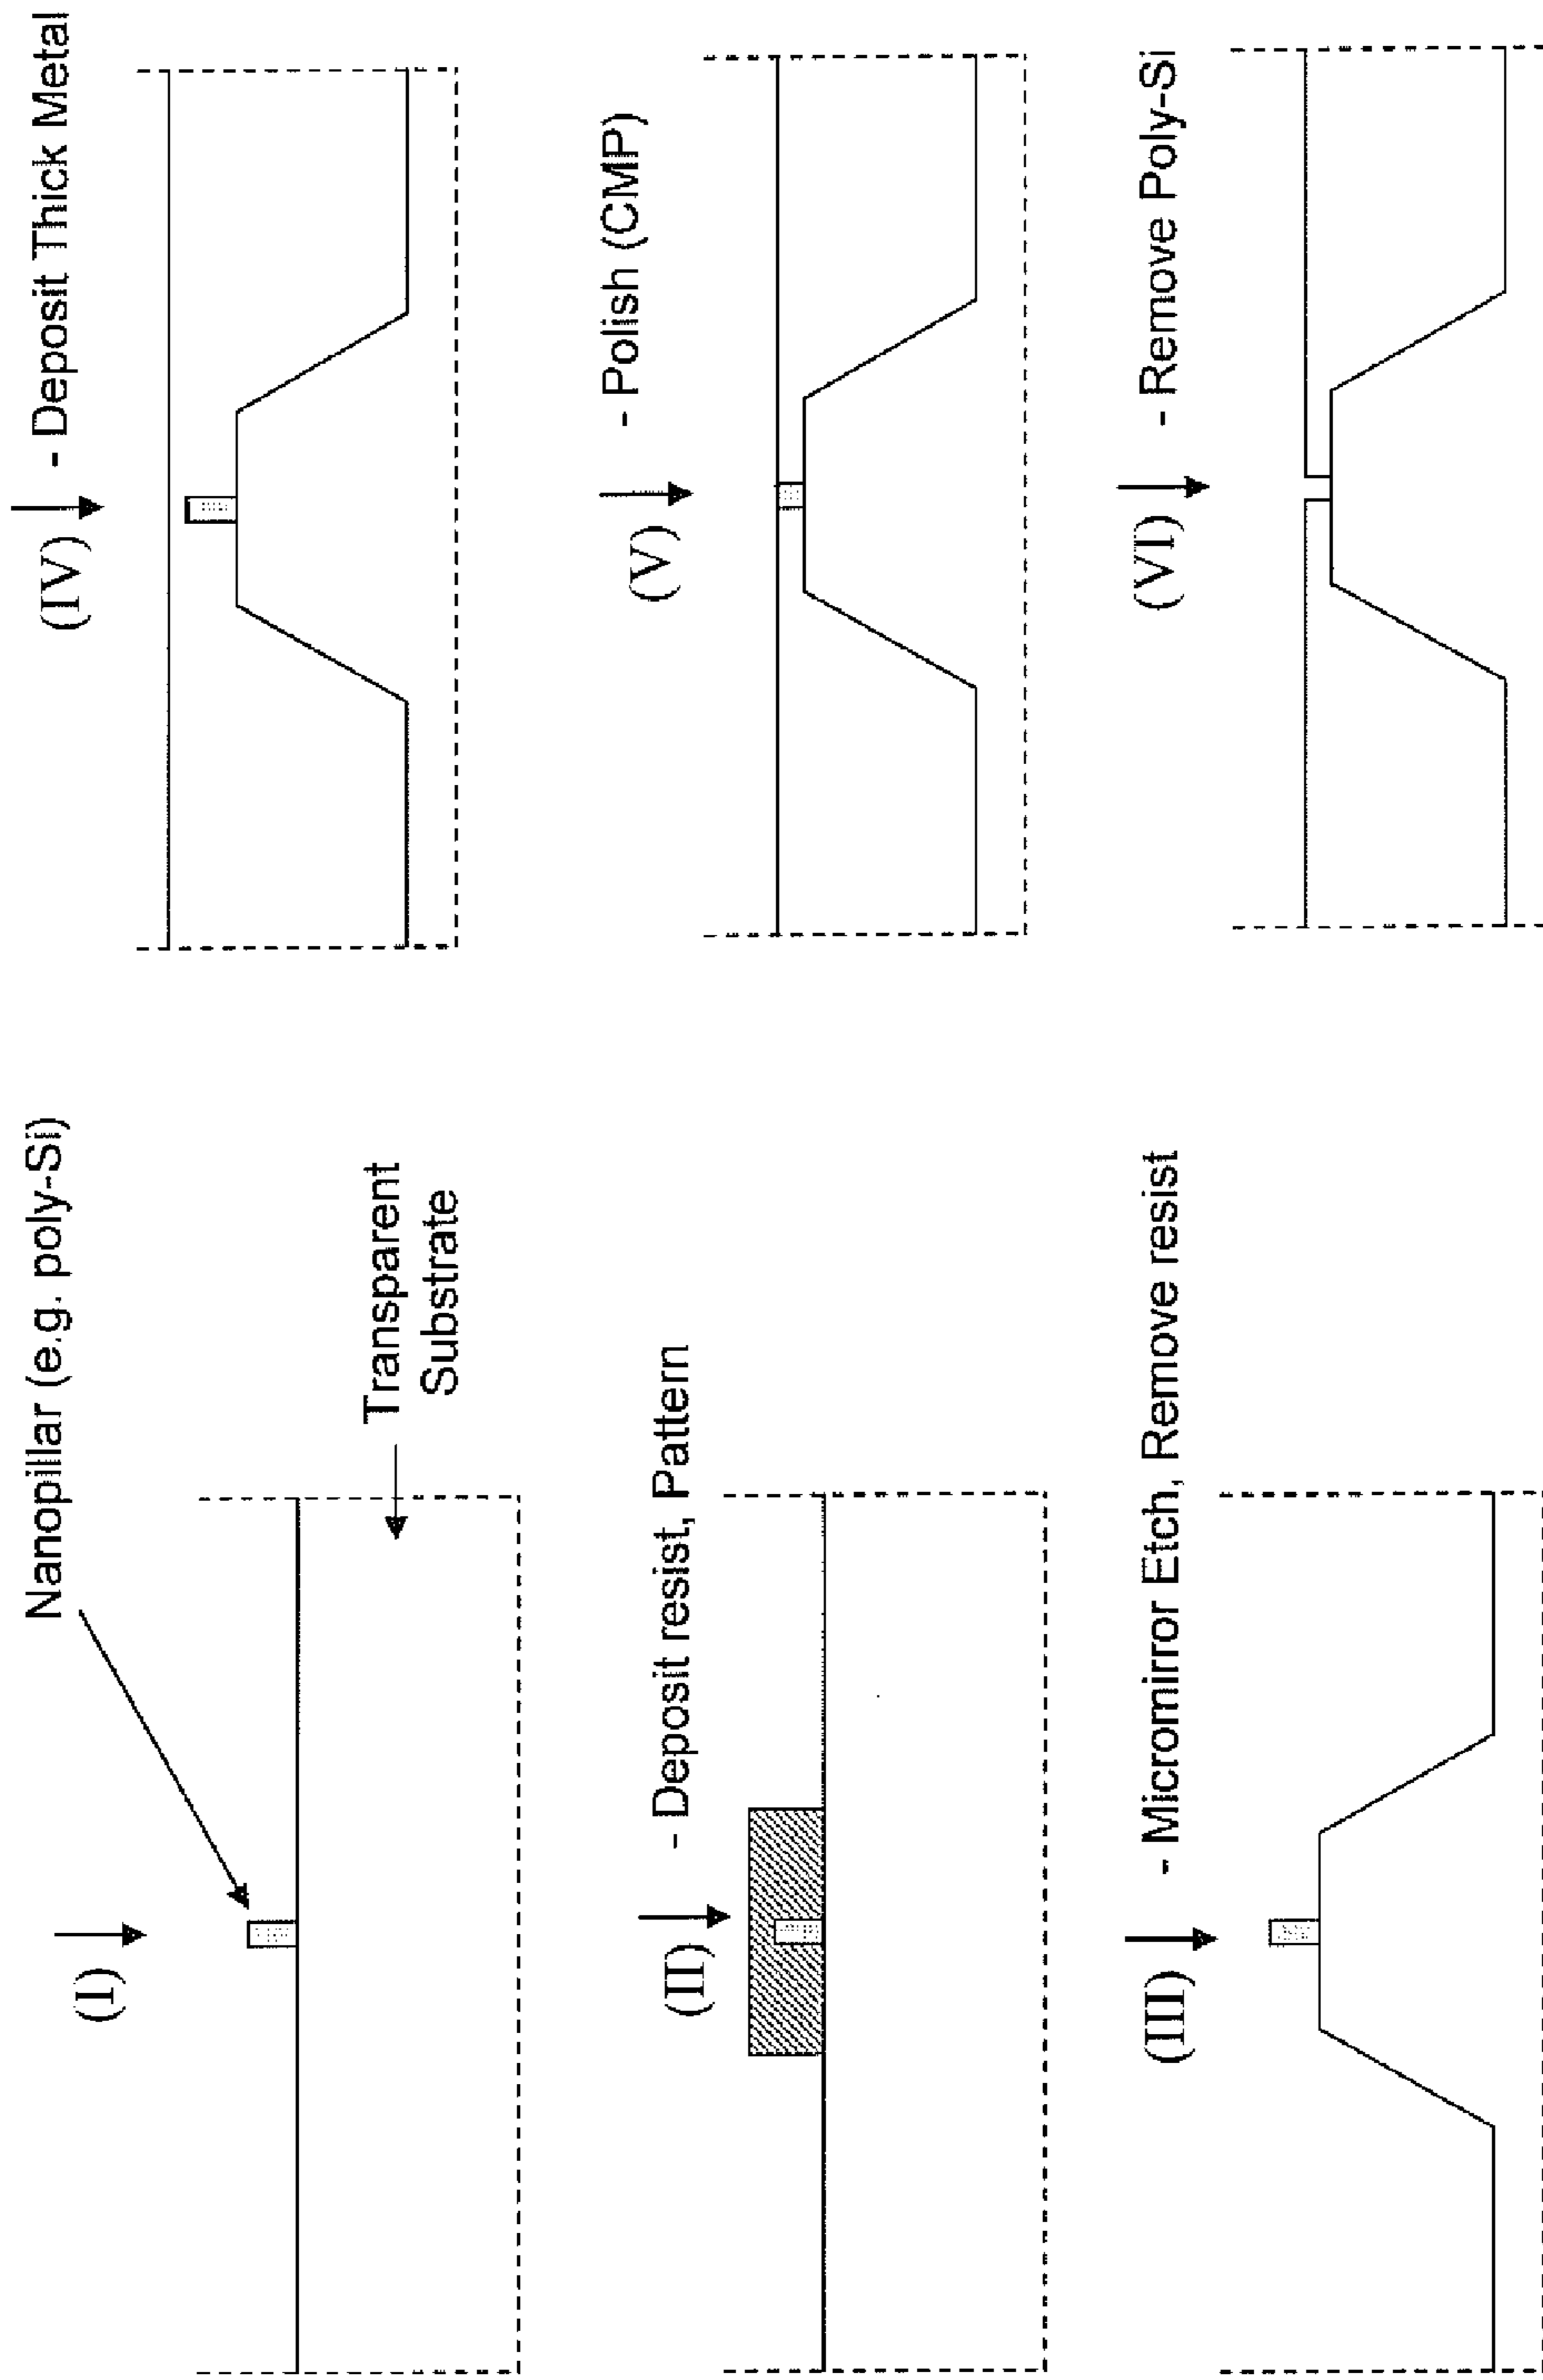 (I)
Nanopillar (e.g. poly-Si)
Transparent
Substrate
(II) - Deposit resist, Pattern
(III) - Micromirror Etch, Remove resist
(IV) - Deposit Thick Metal
(V) - Polish (CMP)
(VI) - Remove Poly-Si